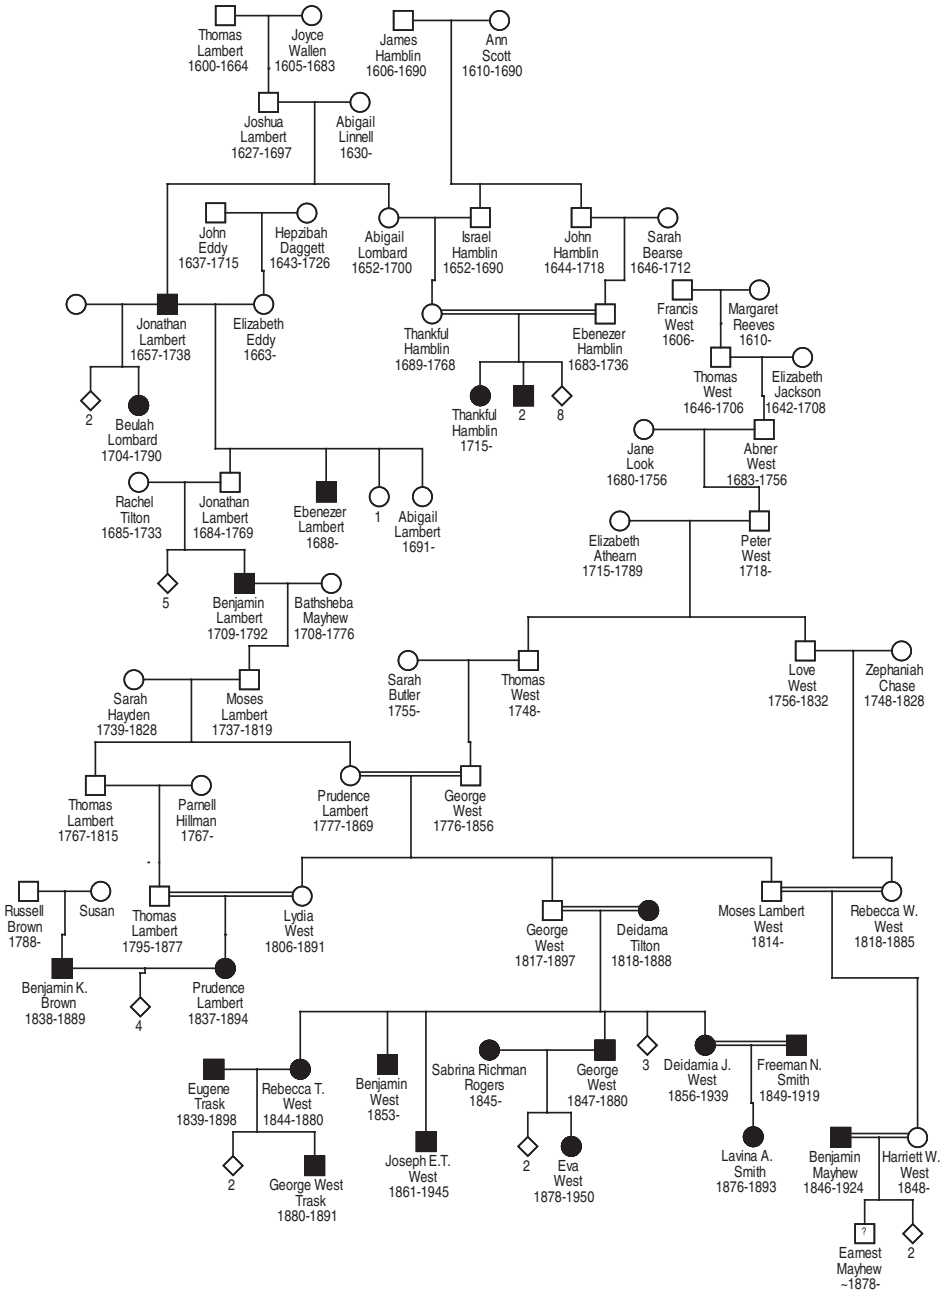 Thomas
Lambert
1600-1664
Joyce
Wallen
1605-1683
James
Hamblin
1606-1690
Ann
Scott
1610-1690
Joshua
Lambert
1627-1697
Abigail
Linnell
1630-
John
Eddy
1637-1715
Hepzibah
Daggett
1643-1726
Abigail
Lombard
1652-1700
Israel
Hamblin
1652-1690
John
Hamblin
1644-1718
Sarah
Bearse
1646-1712
Jonathan
Lambert
1657-1738
Elizabeth
Eddy
1663-
Thankful
Hamblin
1689-1768
Ebenezer
Hamblin
1683-1736
Francis
West
1606-
Margaret
Reeves
1610-
Thomas
West
1646-1706
Elizabeth
Jackson
1642-1708
2
Beulah
Lombard
1704-1790
Thankful
Hamblin
1715-
2
8
Jane
Look
1680-1756
Abner
West
1683-1756
Rachel
Tilton
1685-1733
Jonathan
Lambert
1684-1769
Ebenezer
Lambert
1688-
1
Abigail
Lambert
1691-
Elizabeth
Athearn
1715-1789
Peter
West
1718-
5
Benjamin
Lambert
1709-1792
Bathsheba
Mayhew
1708-1776
Sarah
Hayden
1739-1828
Moses
Lambert
1737-1819
Sarah
Butler
1755-
Thomas
West
1748-
Love
West
1756-1832
Zephaniah
Chase
1748-1828
Thomas
Lambert
1767-1815
Parnell
Hillman
1767-
Prudence
Lambert
1777-1869
George
West
1776-1856
Russell
Brown
1788-
Susan
Thomas
Lambert
1795-1877
Lydia
West
1806-1891
George
West
1817-1897
Deidama
Tilton
1818-1888
Moses Lambert
West
1814-
Rebecca W.
West
1818-1885
Benjamin K.
Brown
1838-1889
4
Prudence
Lambert
1837-1894
Eugene
Trask
1839-1898
Rebecca T.
West
1844-1880
Benjamin
West
1853-
Joseph E.T.
West
1861-1945
Sabrina Richman
Rogers
1845-
George
West
1847-1880
3
Deidama J.
West
1856-1939
Freeman N.
Smith
1849-1919
2
George West
Trask
1880-1891
2
Eva
West
1878-1950
Lavina A.
Smith
1876-1893
Benjamin
Mayhew
1846-1924
Harriett W.
West
1848-
?
Earnest
Mayhew
~1878-
2